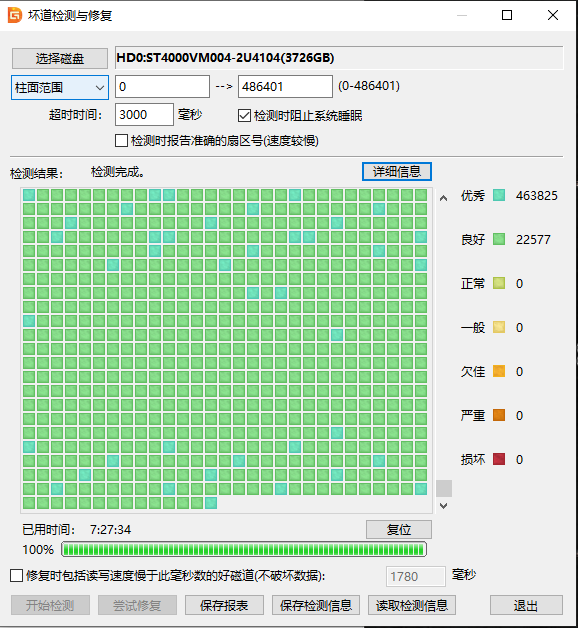 坏道检测与修复
选择磁盘 HD0:ST4000VM004-2U4104(3726GB)
柱面范围 0 --> 486401 (0-486401)
超时时间: 3000 毫秒 检测时阻止系统睡眠
检测时报告准确的扇区号(速度较慢)
检测结果: 检测完成。 详细信息
优秀 463825
良好 22577
正常 0
一般 0
欠佳 0
严重 0
损坏 0
已用时间: 7:27:34 复位
100%
修复时包括读写速度慢于此毫秒数的好磁道(不破坏数据): 1780 毫秒
开始检测 尝试修复 保存报表 保存检测信息 读取检测信息 退出